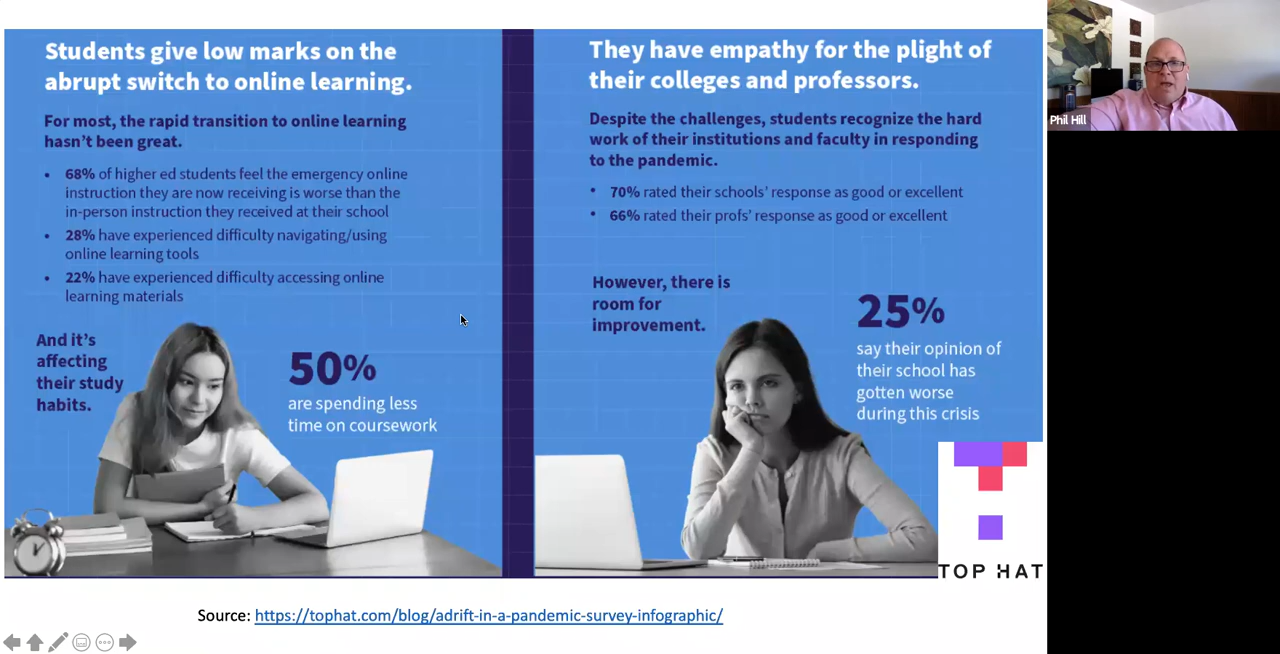 Students give low marks on the
abrupt switch to online learning.
For most, the rapid transition to online learning
hasn't been great.
• 68% of higher ed students feel the emergency online
instruction they are now receiving is worse than the
in-person instruction they received at their school
• 28% have experienced difficulty navigating/using
online learning tools
• 22% have experienced difficulty accessing online
learning materials
And it's
affecting
their study
habits.
50%
are spending less
time on coursework
They have empathy for the plight of
their colleges and professors.
Despite the challenges, students recognize the hard
work of their institutions and faculty in responding
to the pandemic.
• 70% rated their schools' response as good or excellent
• 66% rated their profs' response as good or excellent
However, there is
room for
improvement.
25%
say their opinion of
their school has
gotten worse
during this crisis
TOP HAT
Source: https://tophat.com/blog/adrift-in-a-pandemic-survey-infographic/
Phil Hill